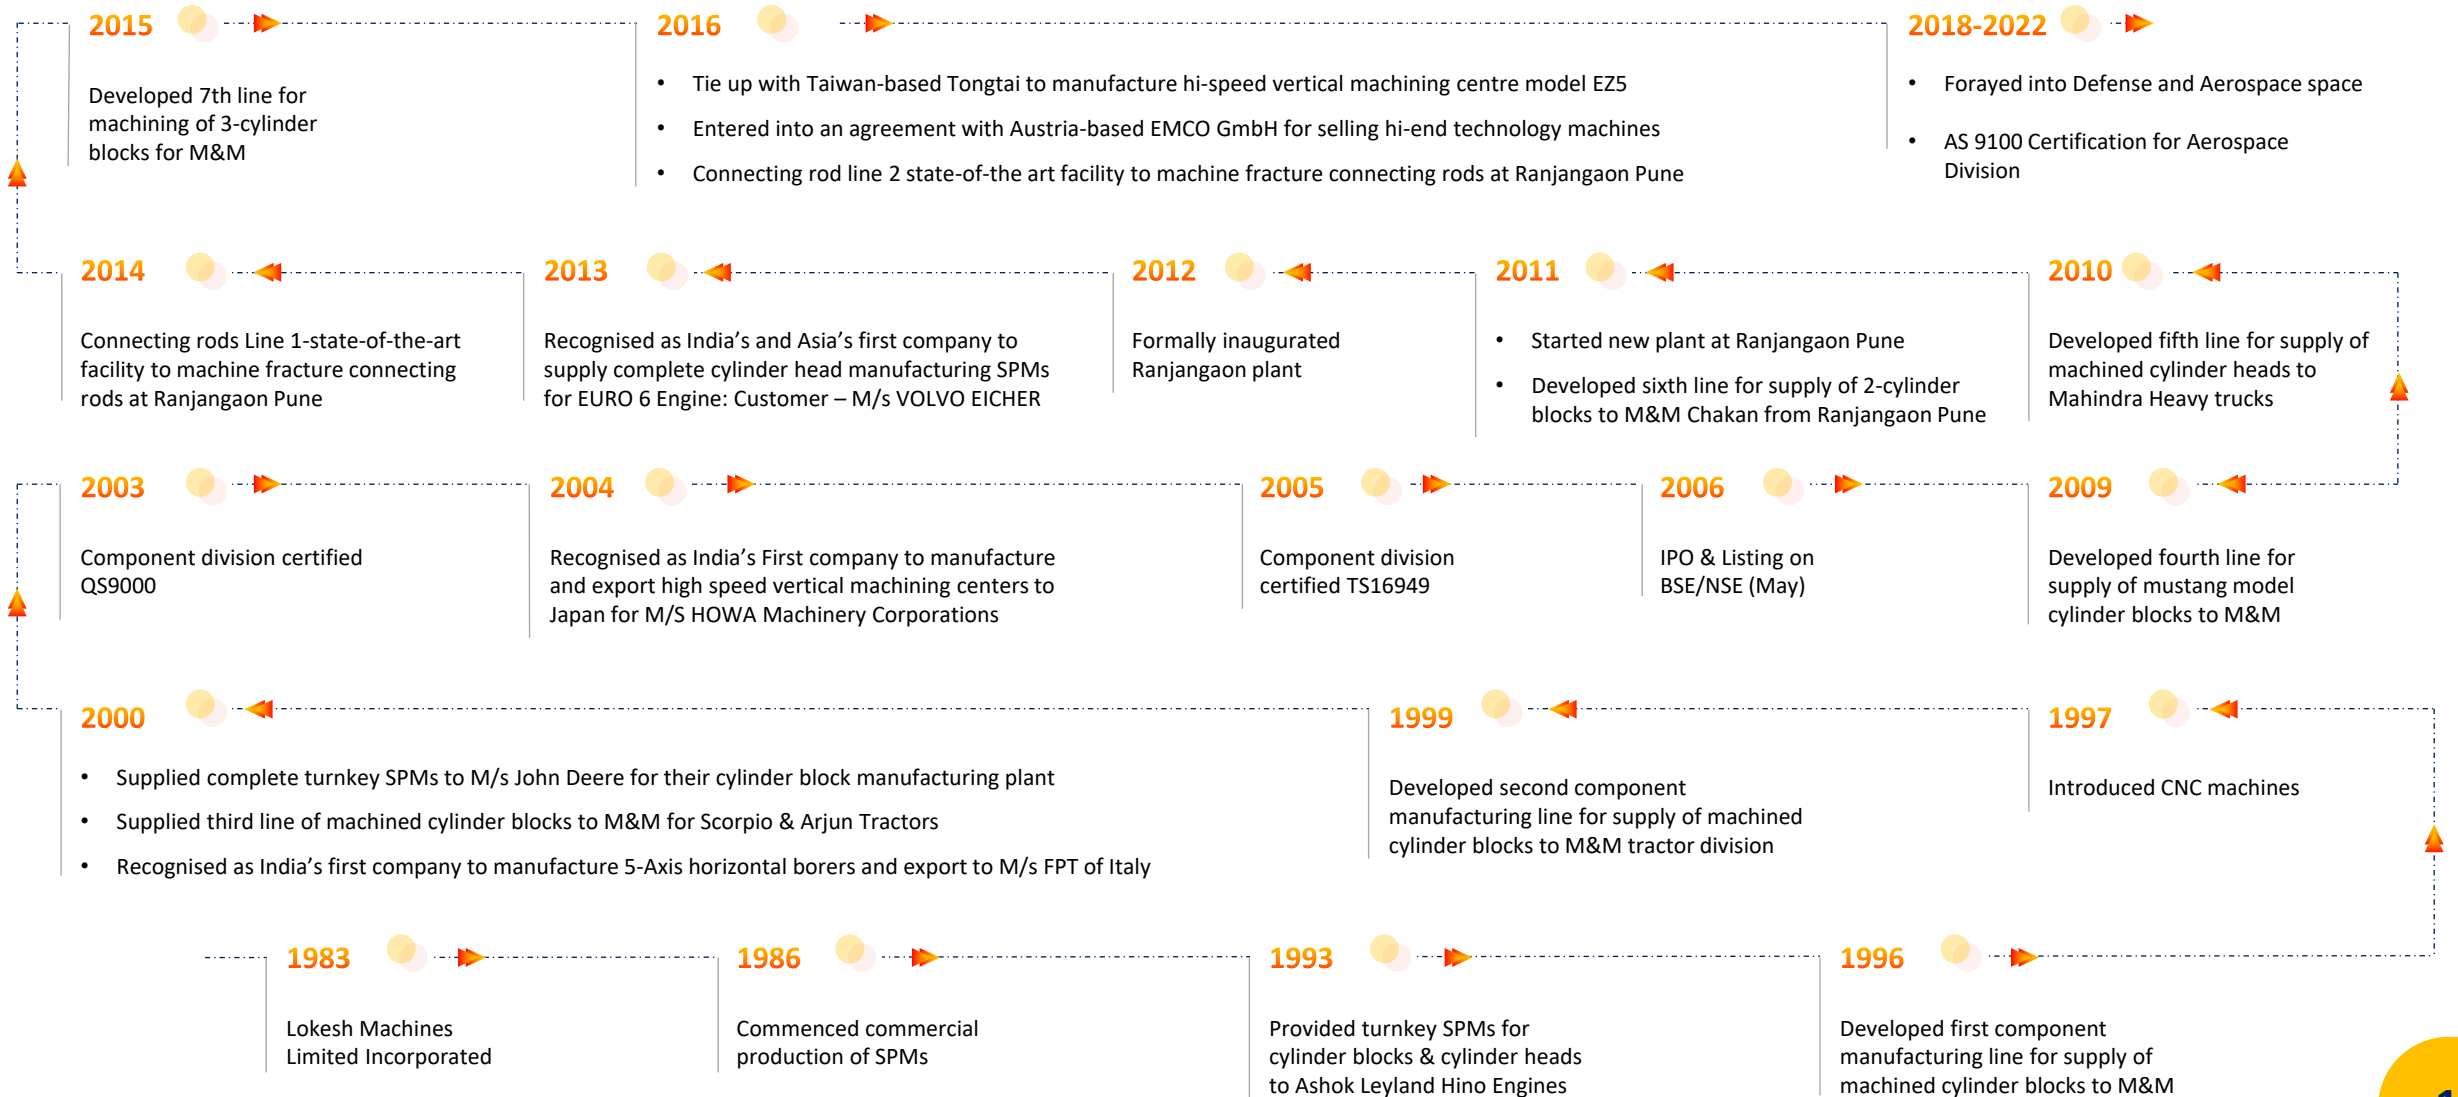 2015
Developed 7th line for
machining of 3-cylinder
blocks for M&M
2016
• Tie up with Taiwan-based Tongtai to manufacture hi-speed vertical machining centre model EZ5
• Entered into an agreement with Austria-based EMCO GmbH for selling hi-end technology machines
• Connecting rod line 2 state-of-the art facility to machine fracture connecting rods at Ranjangaon Pune
2018-2022
• Forayed into Defense and Aerospace space
• AS 9100 Certification for Aerospace
Division
2014
Connecting rods Line 1-state-of-the-art
facility to machine fracture connecting
rods at Ranjangaon Pune
2013
Recognised as India’s and Asia’s first company to
supply complete cylinder head manufacturing SPMs
for EURO 6 Engine: Customer – M/s VOLVO EICHER
2012
Formally inaugurated
Ranjangaon plant
2011
• Started new plant at Ranjangaon Pune
• Developed sixth line for supply of 2-cylinder
blocks to M&M Chakan from Ranjangaon Pune
2010
Developed fifth line for supply of
machined cylinder heads to
Mahindra Heavy trucks
2003
Component division certified
QS9000
2004
Recognised as India’s First company to manufacture
and export high speed vertical machining centers to
Japan for M/S HOWA Machinery Corporations
2005
Component division
certified TS16949
2006
IPO & Listing on
BSE/NSE (May)
2009
Developed fourth line for
supply of mustang model
cylinder blocks to M&M
2000
• Supplied complete turnkey SPMs to M/s John Deere for their cylinder block manufacturing plant
• Supplied third line of machined cylinder blocks to M&M for Scorpio & Arjun Tractors
• Recognised as India’s first company to manufacture 5-Axis horizontal borers and export to M/s FPT of Italy
1999
Developed second component
manufacturing line for supply of machined
cylinder blocks to M&M tractor division
1997
Introduced CNC machines
1983
Lokesh Machines
Limited Incorporated
1986
Commenced commercial
production of SPMs
1993
Provided turnkey SPMs for
cylinder blocks & cylinder heads
to Ashok Leyland Hino Engines
1996
Developed first component
manufacturing line for supply of
machined cylinder blocks to M&M